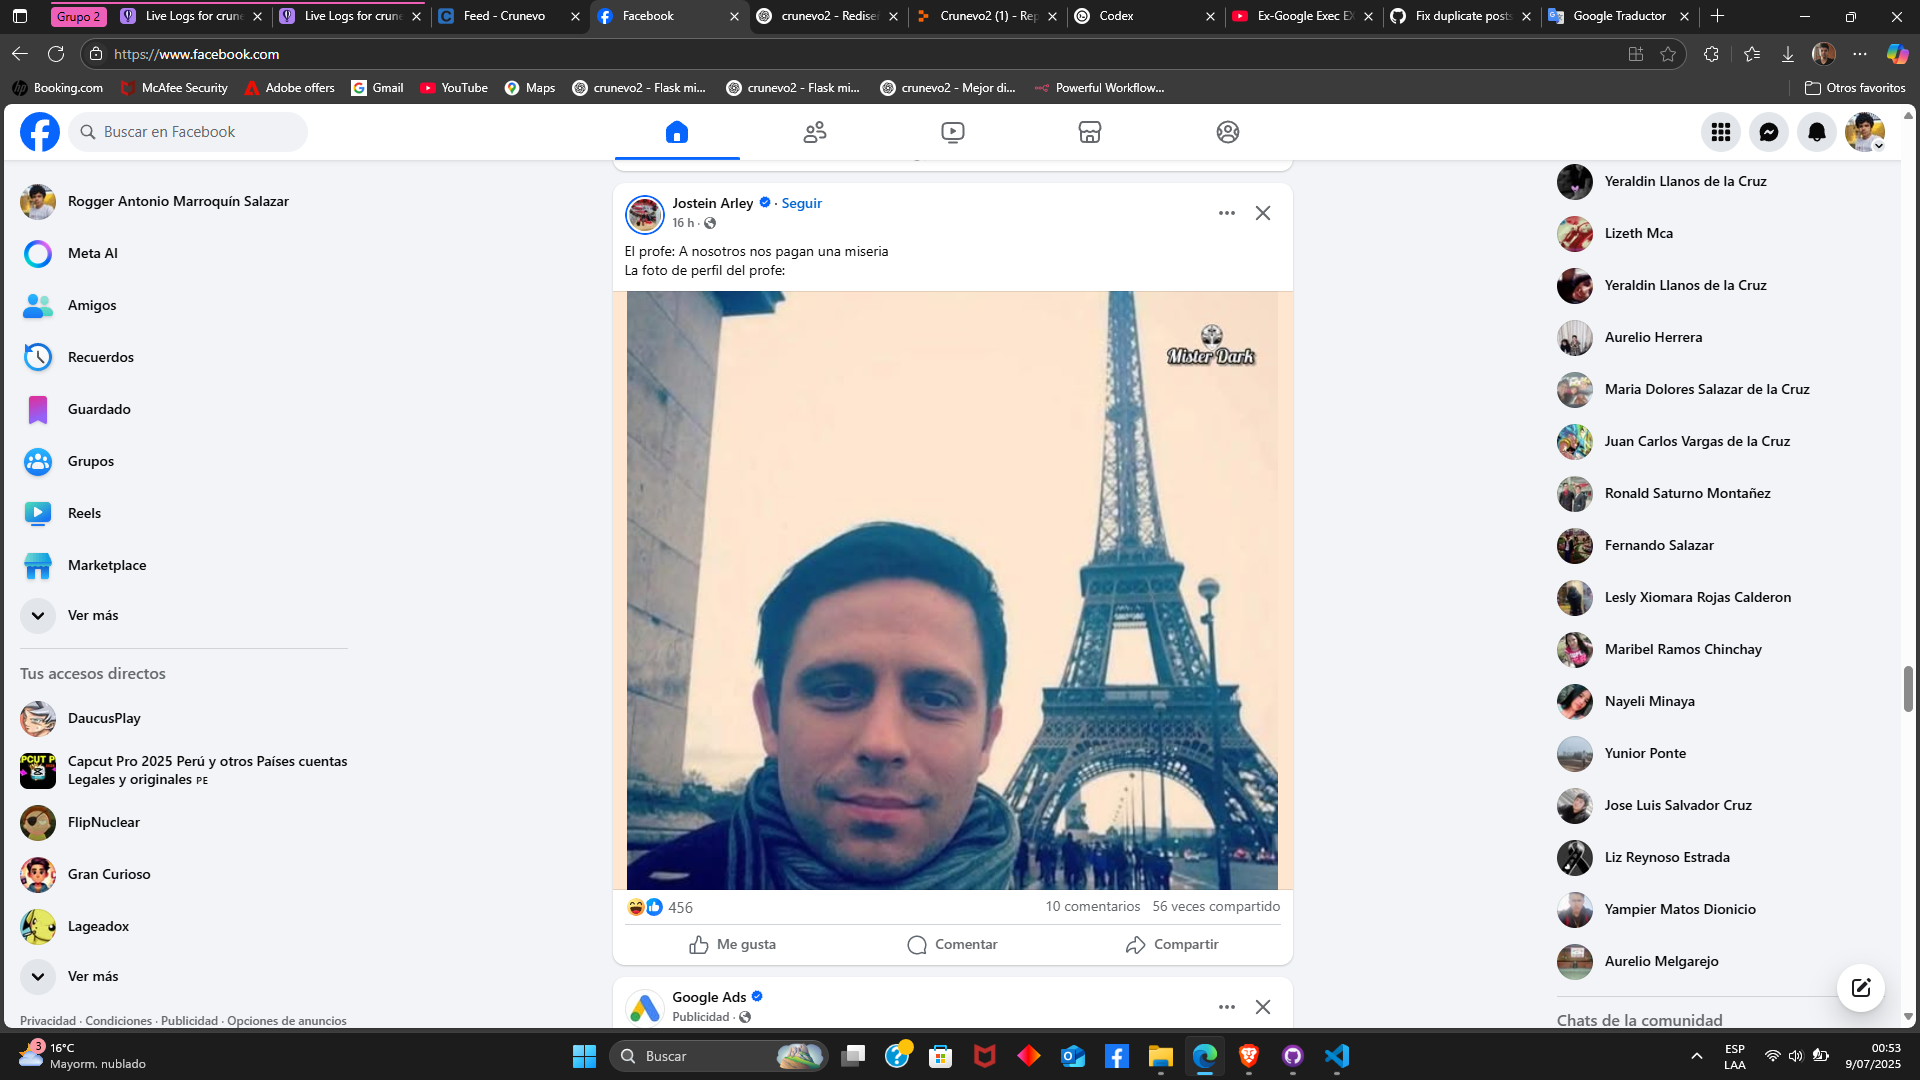 Grupo 2
Live Logs for crune
Live Logs for crune
Feed - Crunevo
Facebook
crunevo2 - Redise
Crunevo2 (1) - Rep
Codex
Ex-Google Exec EX
Fix duplicate posts
Google Traductor
https://www.facebook.com
Booking.com
McAfee Security
Adobe offers
Gmail
YouTube
Maps
crunevo2 - Flask mi...
crunevo2 - Flask mi...
crunevo2 - Mejor di...
Powerful Workflow...
Otros favoritos
Buscar en Facebook
Rogger Antonio Marroquín Salazar
Meta AI
Amigos
Recuerdos
Guardado
Grupos
Reels
Marketplace
Ver más
Tus accesos directos
DaucusPlay
CUT P
Capcut Pro 2025 Perú y otros Países cuentas
Legales y originales PE
FlipNuclear
Gran Curioso
Lageadox
Ver más
Privacidad · Condiciones · Publicidad · Opciones de anuncios
Jostein Arley · Seguir
16 h ·
El profe: A nosotros nos pagan una miseria
La foto de perfil del profe:
Mister Dark
456
10 comentarios 56 veces compartido
Me gusta
Comentar
Compartir
Google Ads
Publicidad ·
Yeraldin Llanos de la Cruz
Lizeth Mca
Yeraldin Llanos de la Cruz
Aurelio Herrera
Maria Dolores Salazar de la Cruz
Juan Carlos Vargas de la Cruz
Ronald Saturno Montañez
Fernando Salazar
Lesly Xiomara Rojas Calderon
Maribel Ramos Chinchay
Nayeli Minaya
Yunior Ponte
Jose Luis Salvador Cruz
Liz Reynoso Estrada
Yampier Matos Dionicio
Aurelio Melgarejo
Chats de la comunidad
3
16°C
Mayorm. nublado
Buscar
ESP
LAA
00:53
9/07/2025